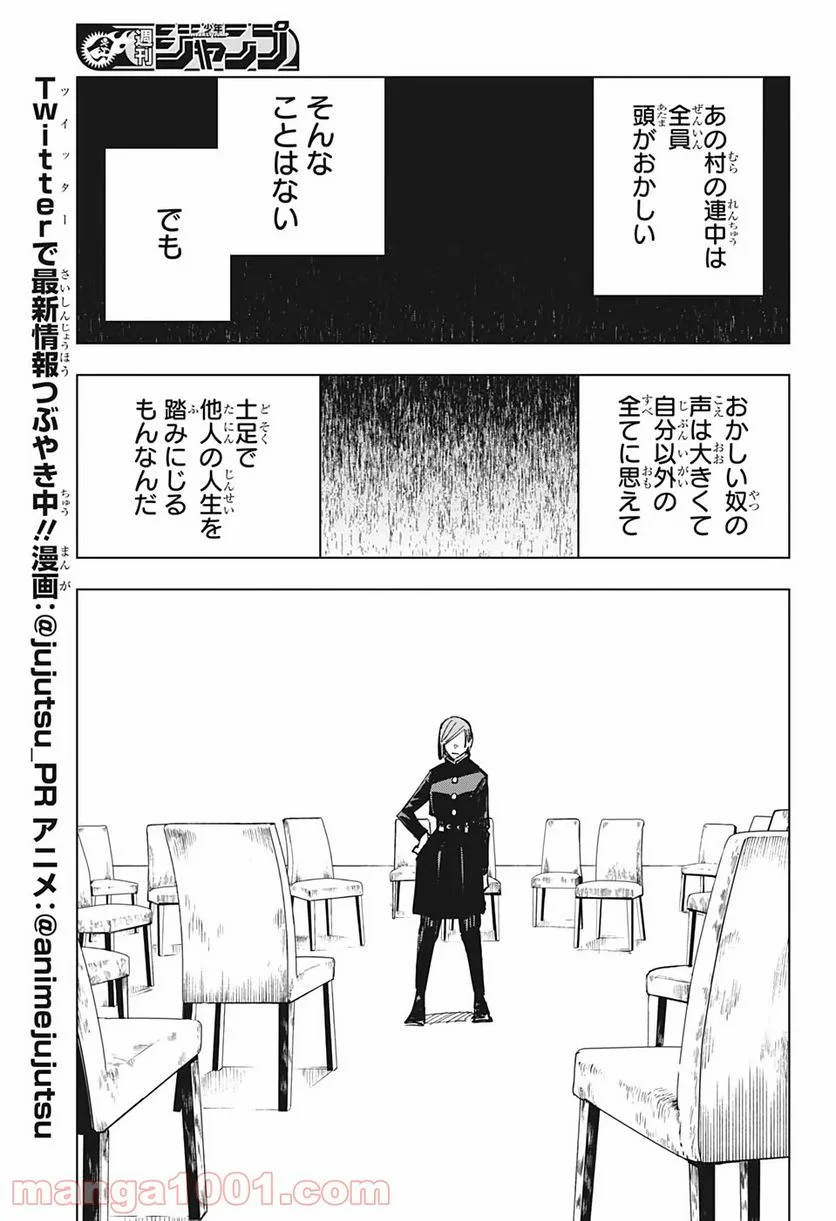 週刊
少年
ジャンプ
あの村の連中は
全員
頭がおかしい
そんな
ことはない
でも
おかしい奴の
声は大きくて
自分以外の
全てに思えて
土足で
他人の人生を
踏みにじる
もんなんだ
Twitterで最新情報つぶやき中!!漫画:@jujutsu_PR アニメ:@animejujutsu
manga1001.com